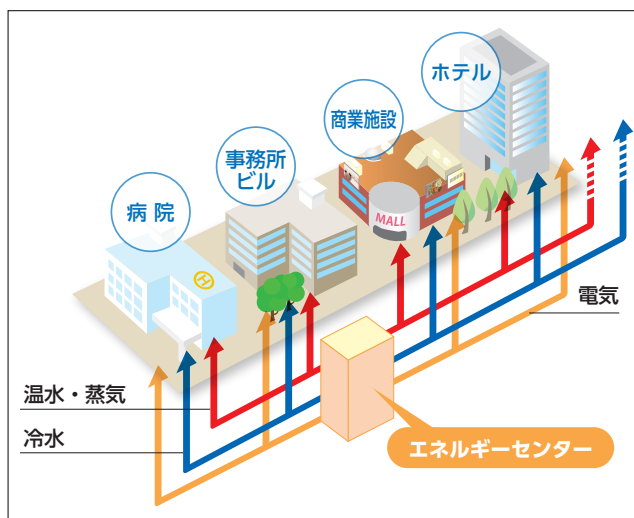 ホテル
商業施設
事務所
ビル
病院
MALL
H
電気
温水・蒸気
冷水
エネルギーセンター